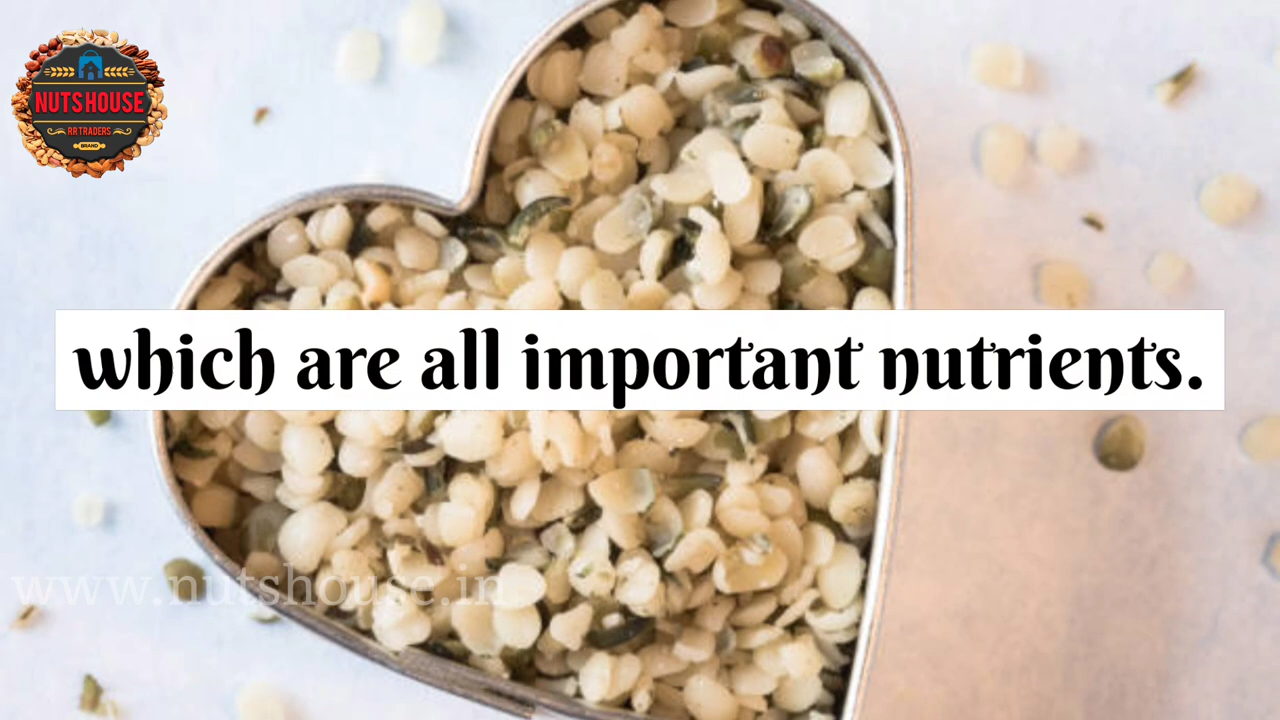 NUTSHOUSE
RR TRADERS
BRAND
which are all important nutrients.
www.nutshouse.in